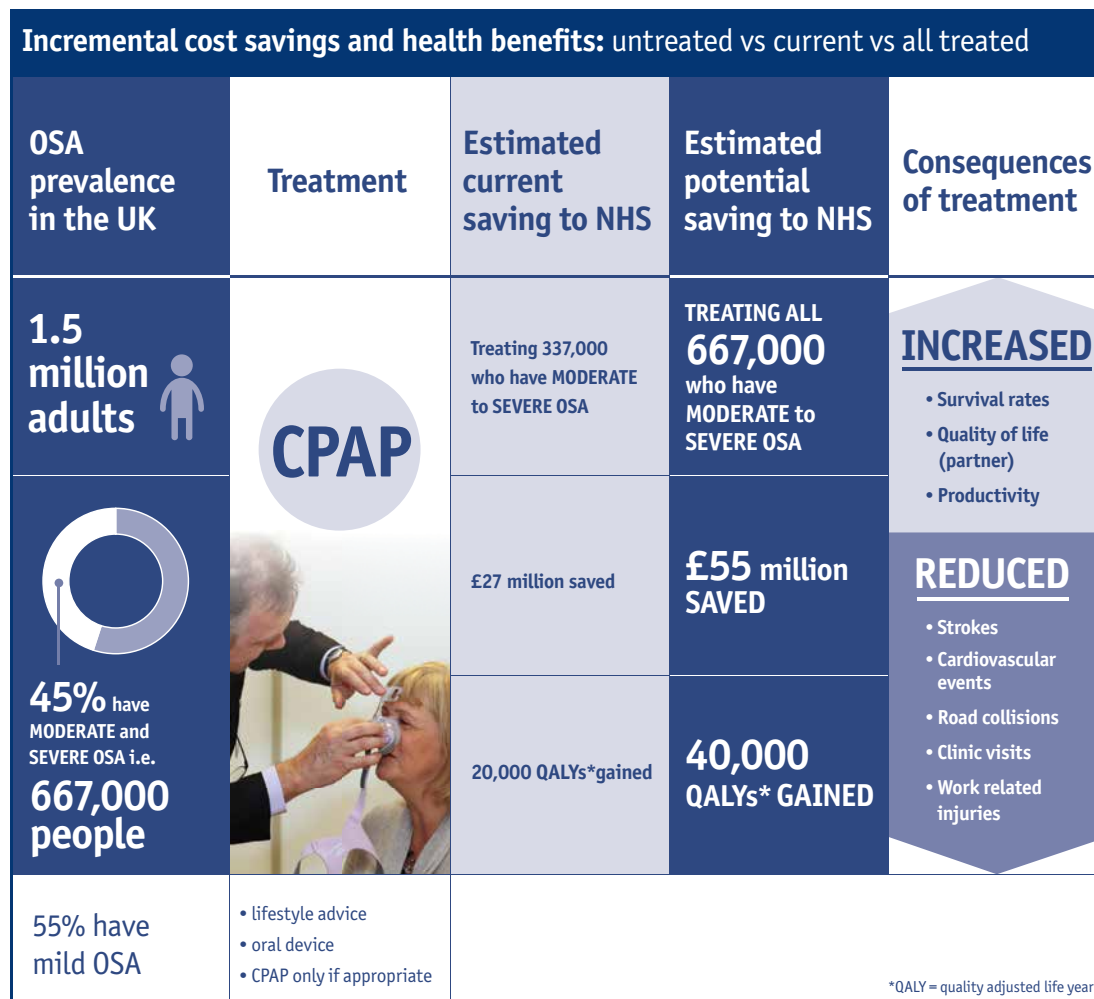 Incremental cost savings and health benefits: untreated vs current vs all treated
OSA
prevalence
in the UK
Treatment
Estimated
current
saving to NHS
Estimated
potential
saving to NHS
Consequences
of treatment
1.5
million
adults
45% have
MODERATE and
SEVERE OSA i.e.
667,000
people
CPAP
Treating 337,000
who have MODERATE
to SEVERE OSA
£27 million saved
20,000 QALYs*gained
TREATING ALL
667,000
who have
MODERATE to
SEVERE OSA
£55 million
SAVED
40,000
QALYs* GAINED
INCREASED
• Survival rates
• Quality of life
(partner)
• Productivity
REDUCED
• Strokes
• Cardiovascular
events
• Road collisions
• Clinic visits
• Work related
injuries
55% have
mild OSA
• lifestyle advice
• oral device
• CPAP only if appropriate
*QALY = quality adjusted life year